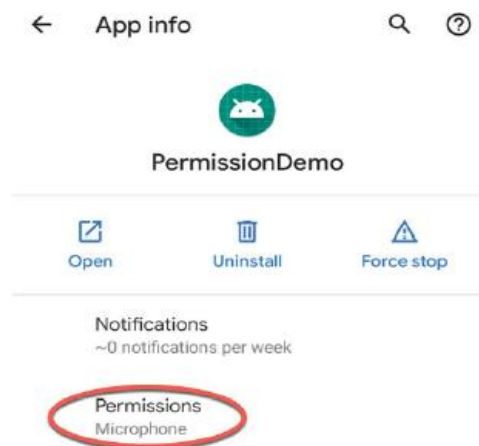 App info
PermissionDemo
Open Uninstall Force stop
Notifications
~0 notifications per week
Permissions
Microphone